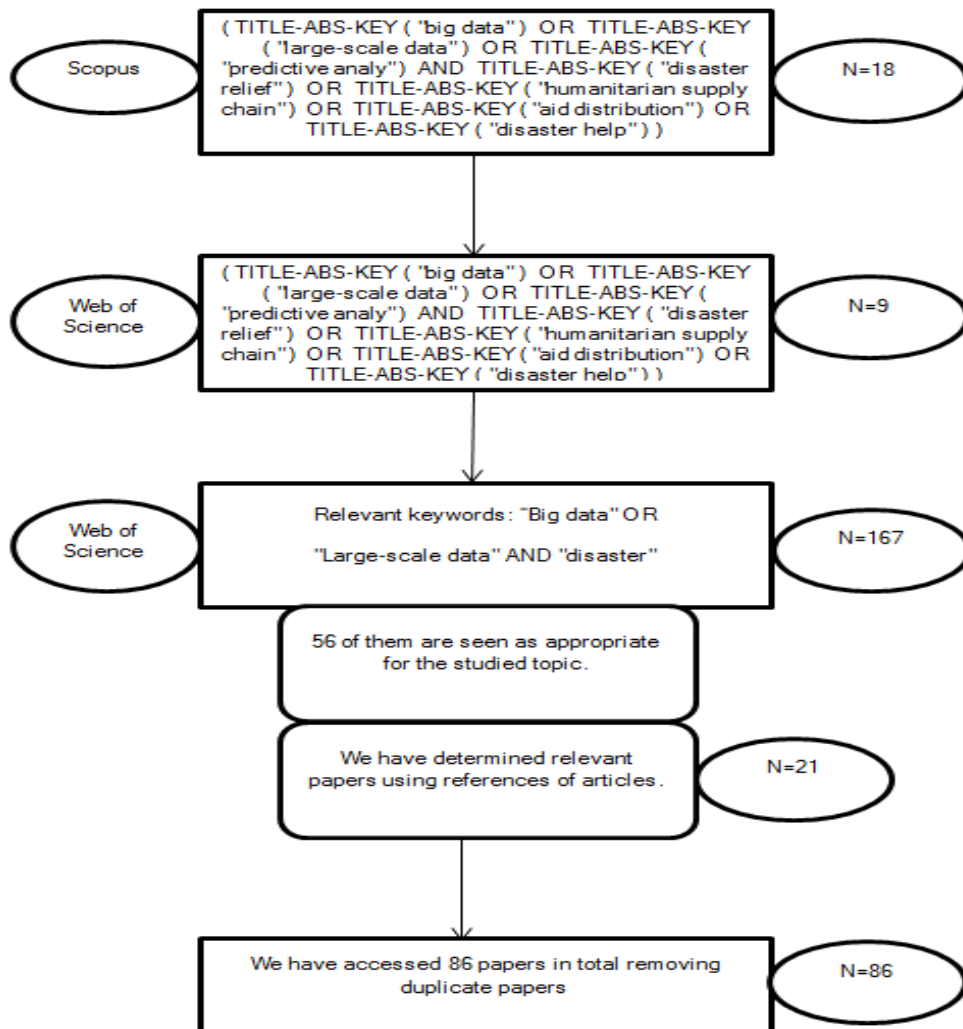 Scopus
( TITLE-ABS-KEY ( "big data" ) OR TITLE-ABS-KEY
( "large-scale data" ) OR TITLE-ABS-KEY (
"predictive analy" ) AND TITLE-ABS-KEY ( "disaster
relief" ) OR TITLE-ABS-KEY ( "humanitarian supply
chain" ) OR TITLE-ABS-KEY ( "aid distribution" ) OR
TITLE-ABS-KEY ( "disaster help" ) )
N=18
Web of
Science
( TITLE-ABS-KEY ( "big data" ) OR TITLE-ABS-KEY
( "large-scale data" ) OR TITLE-ABS-KEY (
"predictive analy" ) AND TITLE-ABS-KEY ( "disaster
relief" ) OR TITLE-ABS-KEY ( "humanitarian supply
chain" ) OR TITLE-ABS-KEY ( "aid distribution" ) OR
TITLE-ABS-KEY ( "disaster help" ) )
N=9
Web of
Science
Relevant keywords: "Big data" OR
"Large-scale data" AND "disaster"
N=167
56 of them are seen as appropriate
for the studied topic.
We have determined relevant
papers using references of articles.
N=21
We have accessed 86 papers in total removing
duplicate papers
N=86